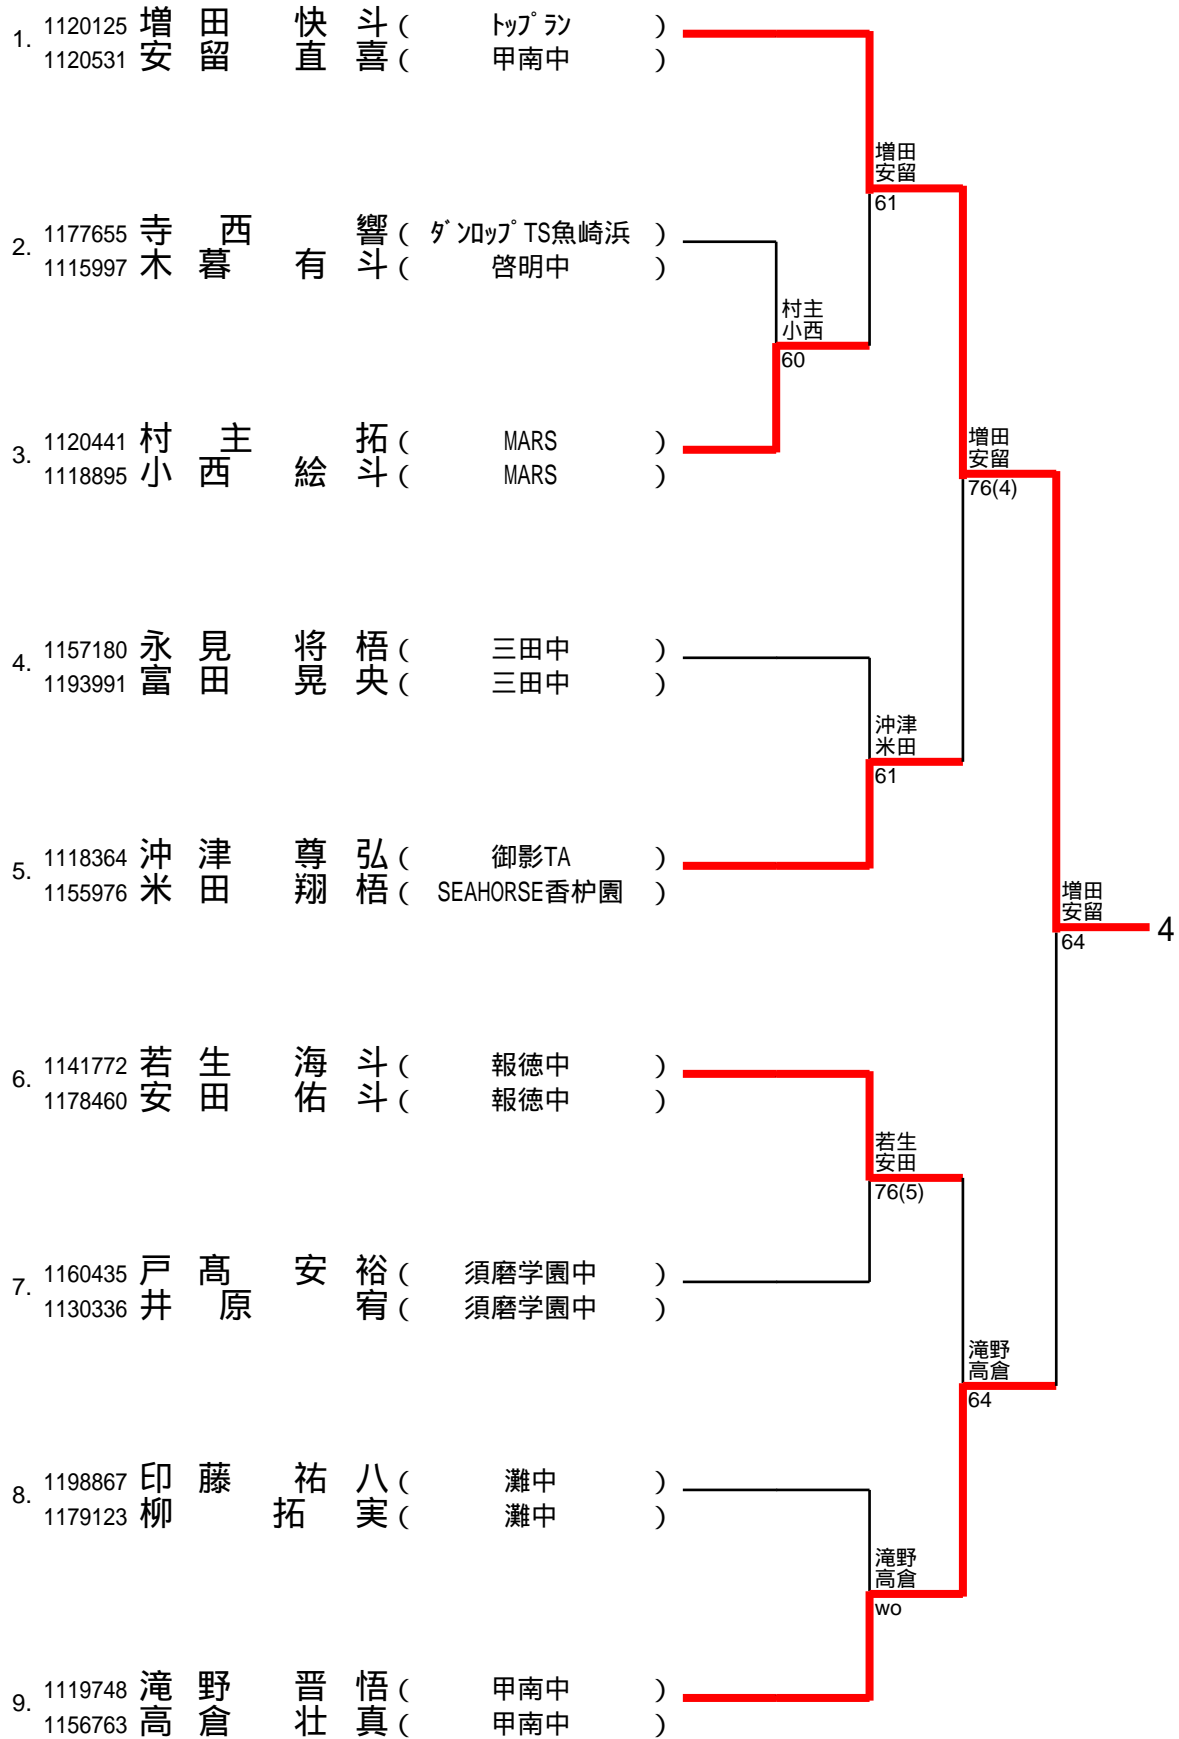 1. 1120125 増田 快斗 ( ﾄｯﾌﾟﾗﾝ )
1120531 安留 直喜 ( 甲南中 )
増田
安留
61
2. 1177655 寺西 響 ( ﾀﾞﾝﾛｯﾌﾟTS魚崎浜 )
1115997 木暮 有斗 ( 啓明中 )
村主
小西
60
3. 1120441 村主 拓 ( MARS )
1118895 小西 絵斗 ( MARS )
増田
安留
76(4)
4. 1157180 永見 将梧 ( 三田中 )
1193991 富田 晃央 ( 三田中 )
沖津
米田
61
5. 1118364 沖津 尊弘 ( 御影TA )
1155976 米田 翔梧 ( SEAHORSE香枦園 )
増田
安留
64
4
6. 1141772 若生 海斗 ( 報徳中 )
1178460 安田 佑斗 ( 報徳中 )
若生
安田
76(5)
7. 1160435 戸髙 安裕 ( 須磨学園中 )
1130336 井原 宥 ( 須磨学園中 )
滝野
高倉
64
8. 1198867 印藤 祐八 ( 灘中 )
1179123 柳 拓実 ( 灘中 )
滝野
高倉
wo
9. 1119748 滝野 晋悟 ( 甲南中 )
1156763 高倉 壮真 ( 甲南中 )